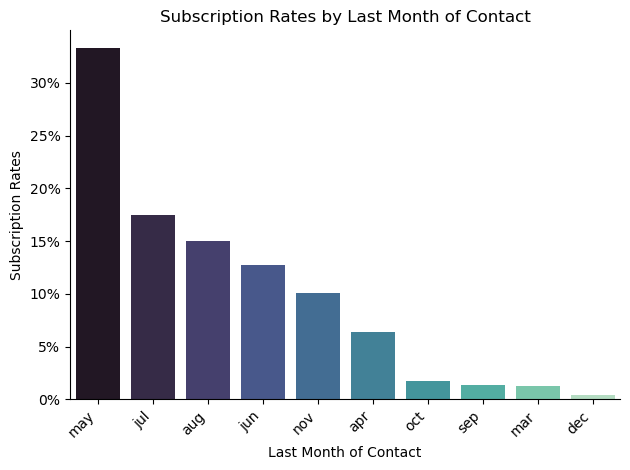 Subscription Rates by Last Month of Contact
Subscription Rates
30%
25%
20%
15%
10%
5%
0%
may
jul
aug
jun
nov
apr
oct
sep
mar
dec
Last Month of Contact